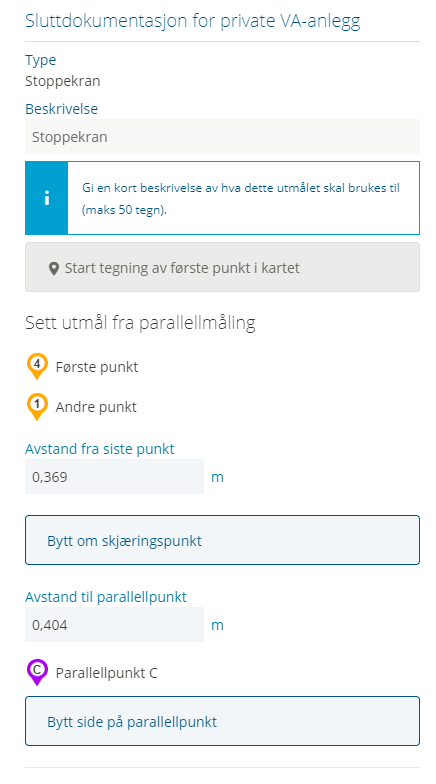 Sluttdokumentasjon for private VA-anlegg
Type
Stoppekran
Beskrivelse
Stoppekran
i
Gi en kort beskrivelse av hva dette utmålet skal brukes til
(maks 50 tegn).
Start tegning av første punkt i kartet
Sett utmål fra parallellmåling
4 Første punkt
1 Andre punkt
Avstand fra siste punkt
0,369 m
Bytt om skjæringspunkt
Avstand til parallellpunkt
0,404 m
C Parallellpunkt C
Bytt side på parallellpunkt